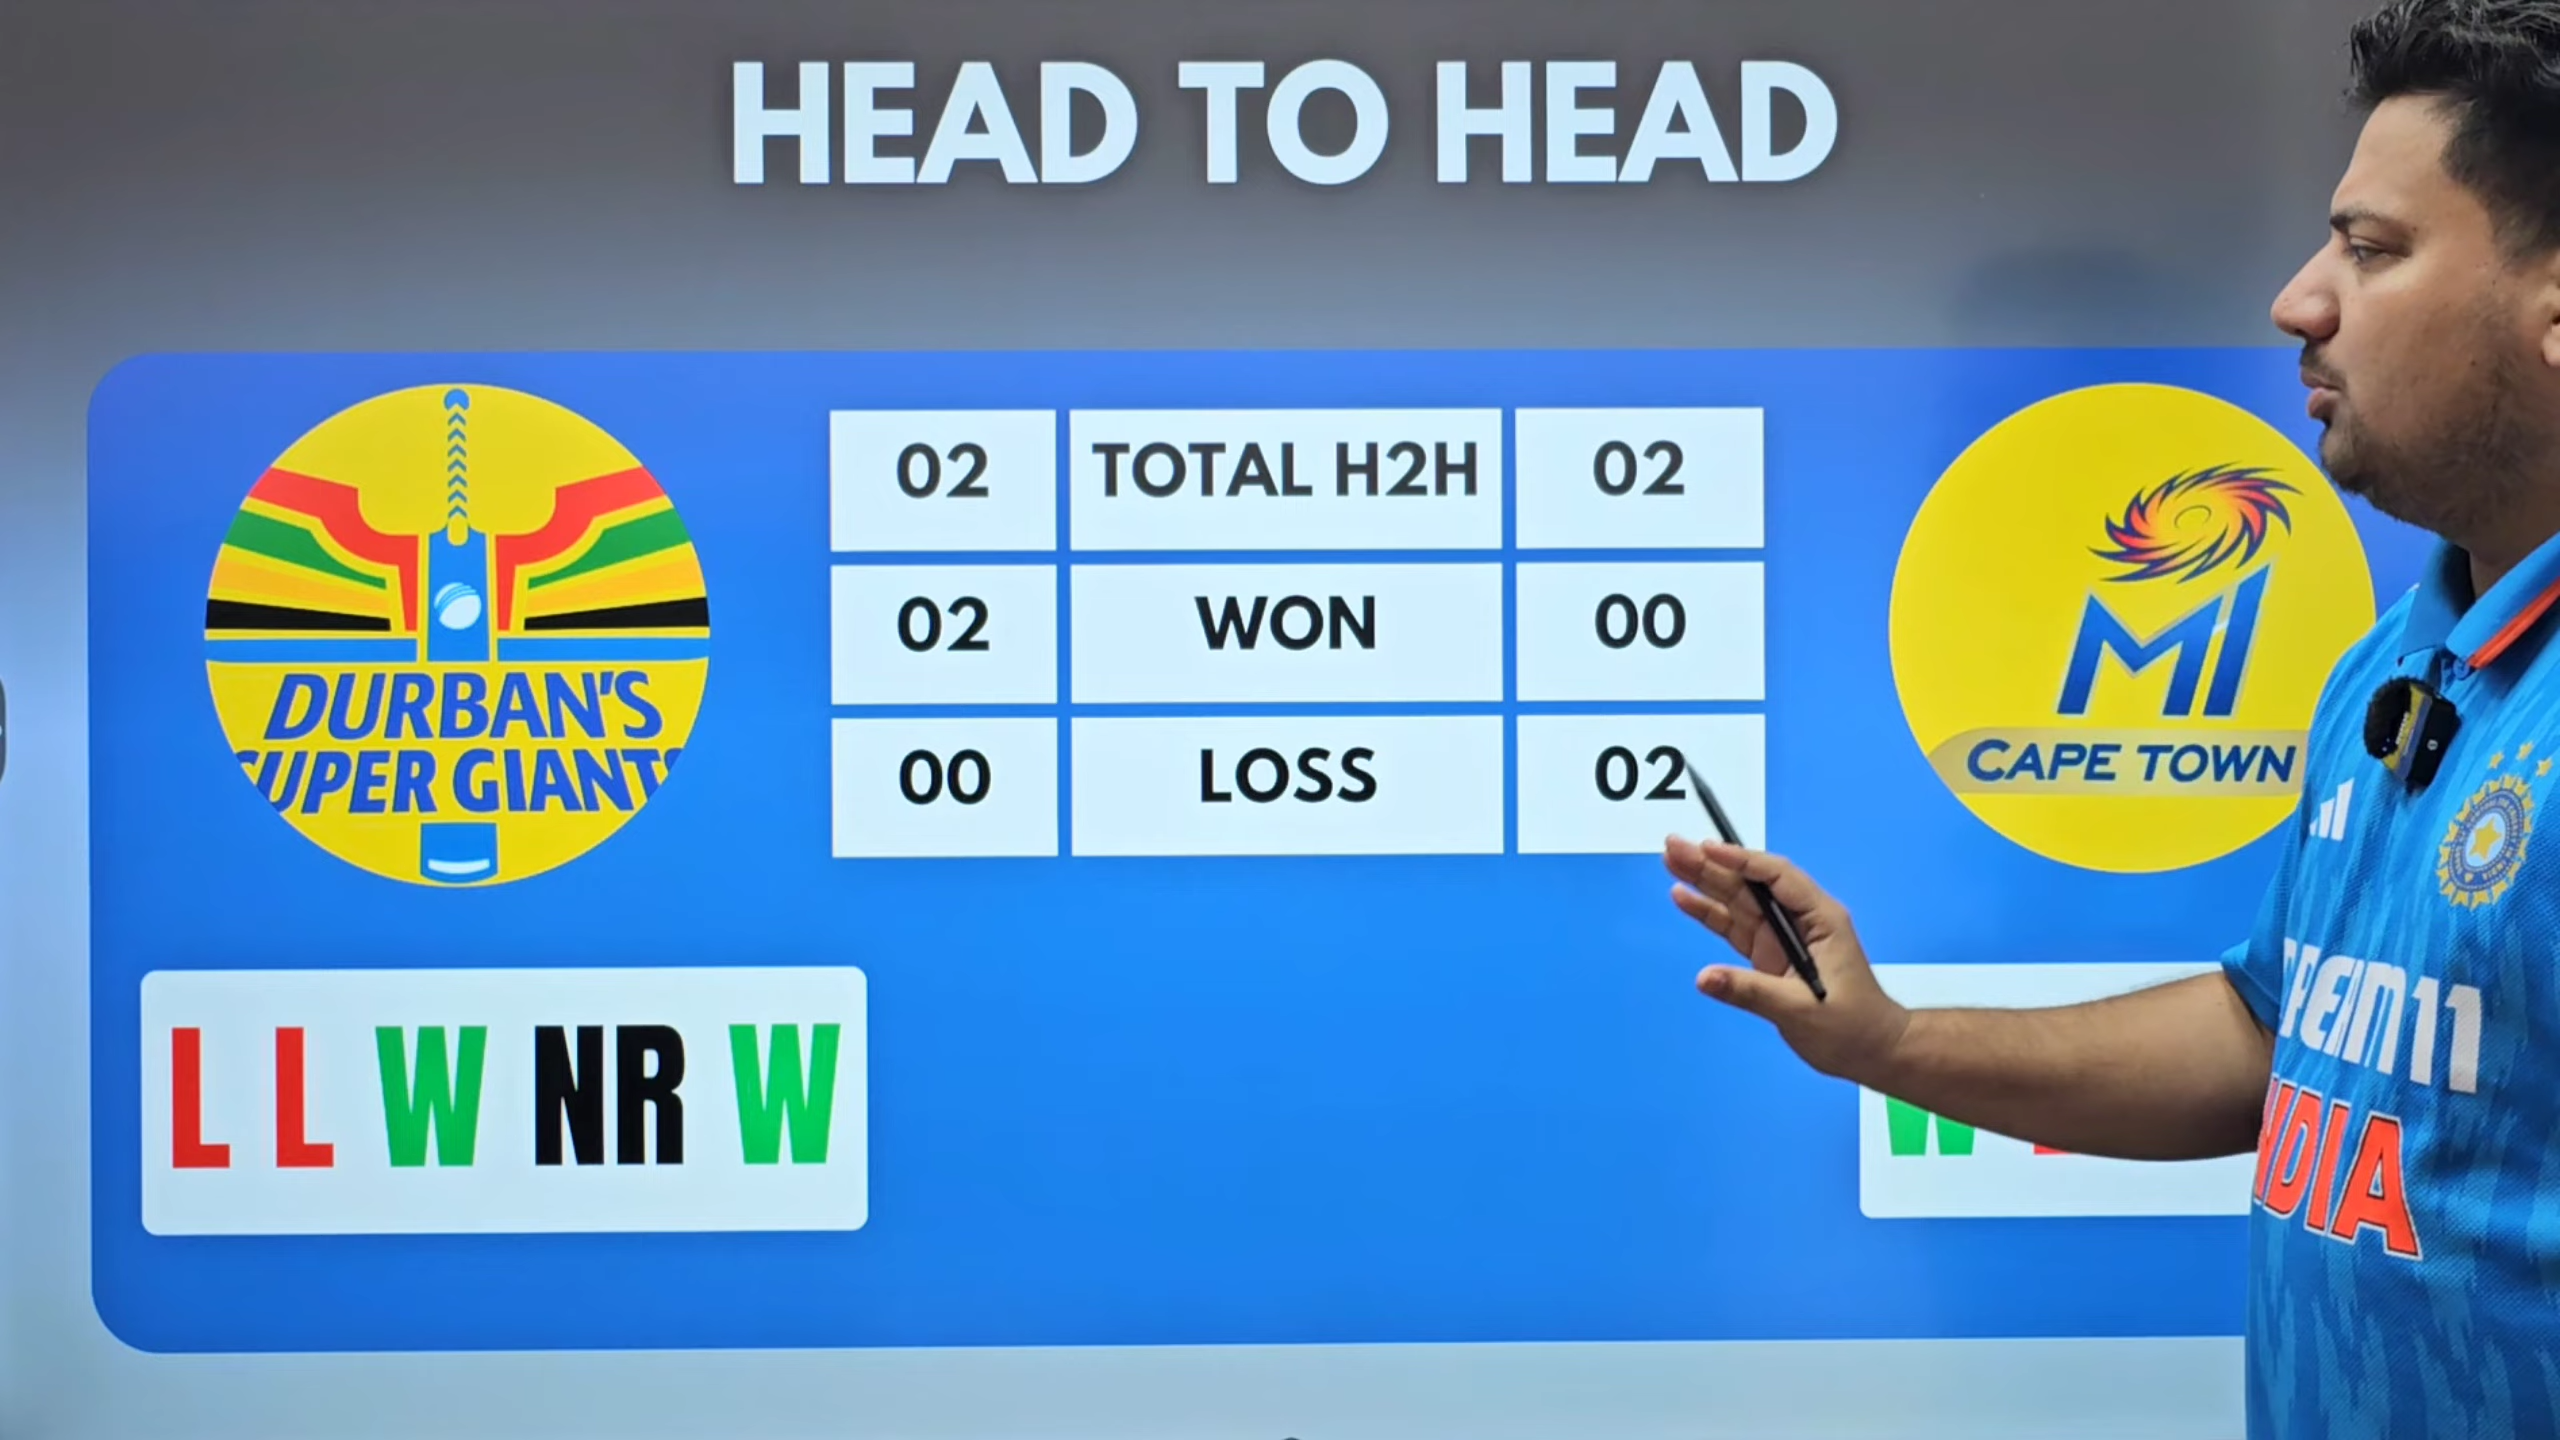 HEAD TO HEAD
DURBAN'S
SUPER GIANTS
02 TOTAL H2H 02
02 WON 00
00 LOSS 02
MI
CAPE TOWN
L L W NR W
W
DREAM11
INDIA